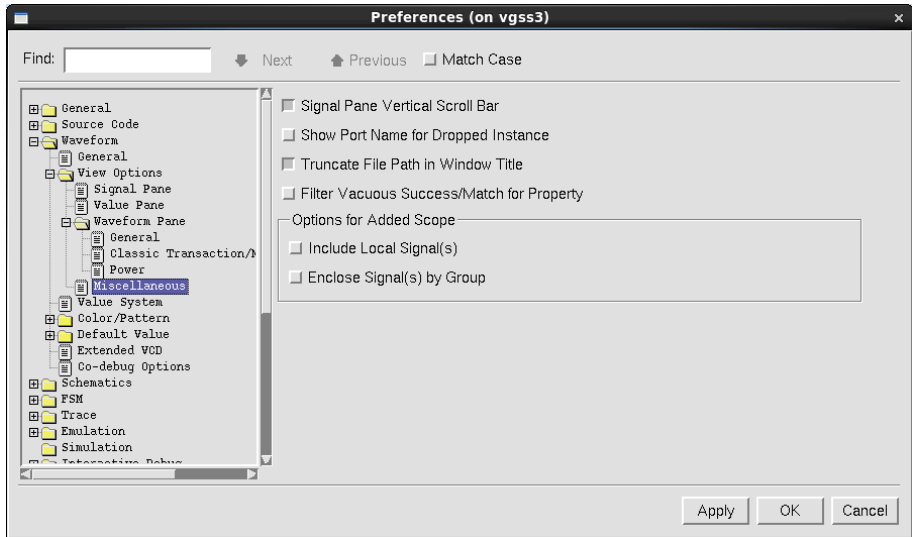 Preferences (on vgss3)
Find:
Next
Previous
Match Case
General
Source Code
Waveform
General
View Options
Signal Pane
Value Pane
Waveform Pane
General
Classic Transaction/M
Power
Miscellaneous
Value System
Color/Pattern
Default Value
Extended VCD
Co-debug Options
Schematics
FSM
Trace
Emulation
Simulation
Interactive Debug
Signal Pane Vertical Scroll Bar
Show Port Name for Dropped Instance
Truncate File Path in Window Title
Filter Vacuous Success/Match for Property
Options for Added Scope
Include Local Signal(s)
Enclose Signal(s) by Group
Apply
OK
Cancel